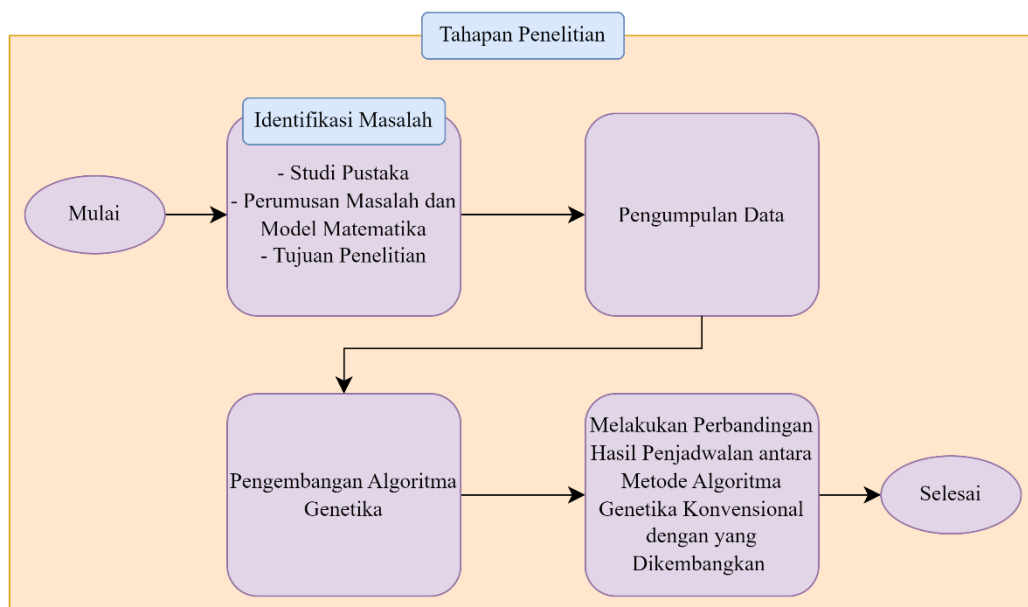 Tahapan Penelitian
Identifikasi Masalah
- Studi Pustaka
- Perumusan Masalah dan
Model Matematika
- Tujuan Penelitian
Mulai
Pengumpulan Data
Pengembangan Algoritma
Genetika
Melakukan Perbandingan
Hasil Penjadwalan antara
Metode Algoritma
Genetika Konvensional
dengan yang
Dikembangkan
Selesai